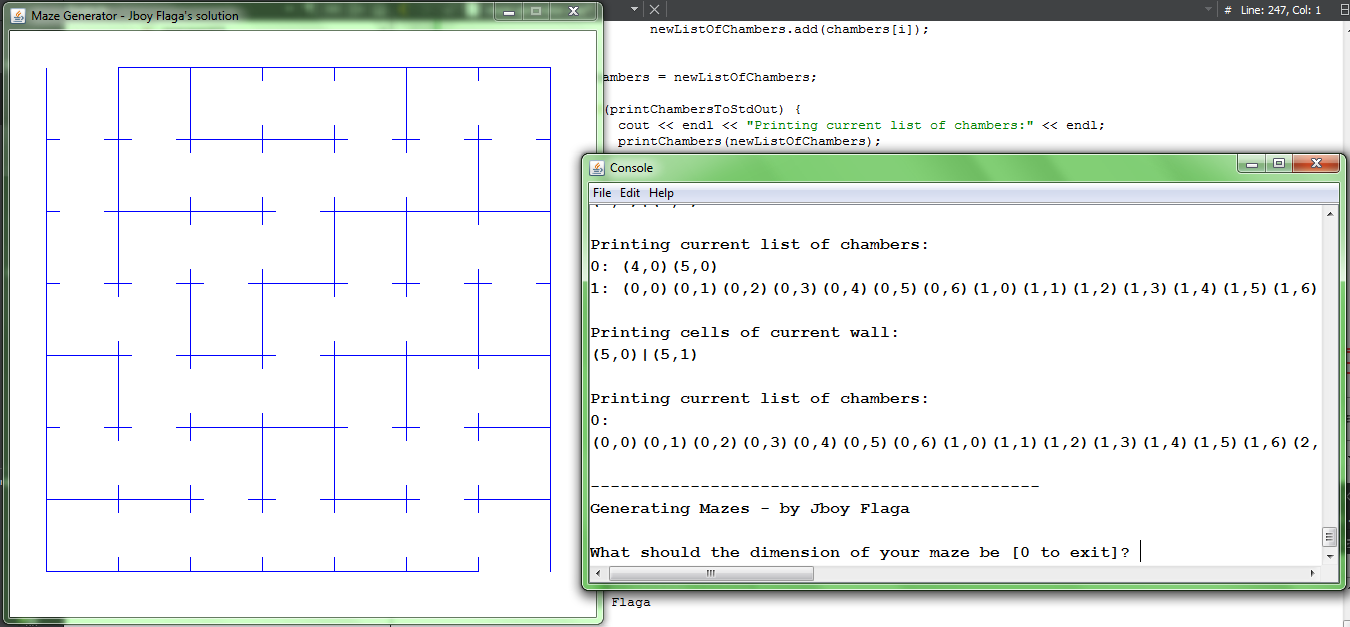 Maze Generator - Jboy Flaga's solution
# Line: 247, Col: 1
newListOfChambers.add(chambers[i]);
ambers = newListOfChambers;
(printChambersToStdOut) {
cout << endl << "Printing current list of chambers:" << endl;
printChambers(newListOfChambers);
Console
File Edit Help
Printing current list of chambers:
0: (4,0)(5,0)
1: (0,0)(0,1)(0,2)(0,3)(0,4)(0,5)(0,6)(1,0)(1,1)(1,2)(1,3)(1,4)(1,5)(1,6)
Printing cells of current wall:
(5,0)|(5,1)
Printing current list of chambers:
0:
(0,0)(0,1)(0,2)(0,3)(0,4)(0,5)(0,6)(1,0)(1,1)(1,2)(1,3)(1,4)(1,5)(1,6)(2,
---------------------------------------------
Generating Mazes - by Jboy Flaga
What should the dimension of your maze be [0 to exit]?
Flaga